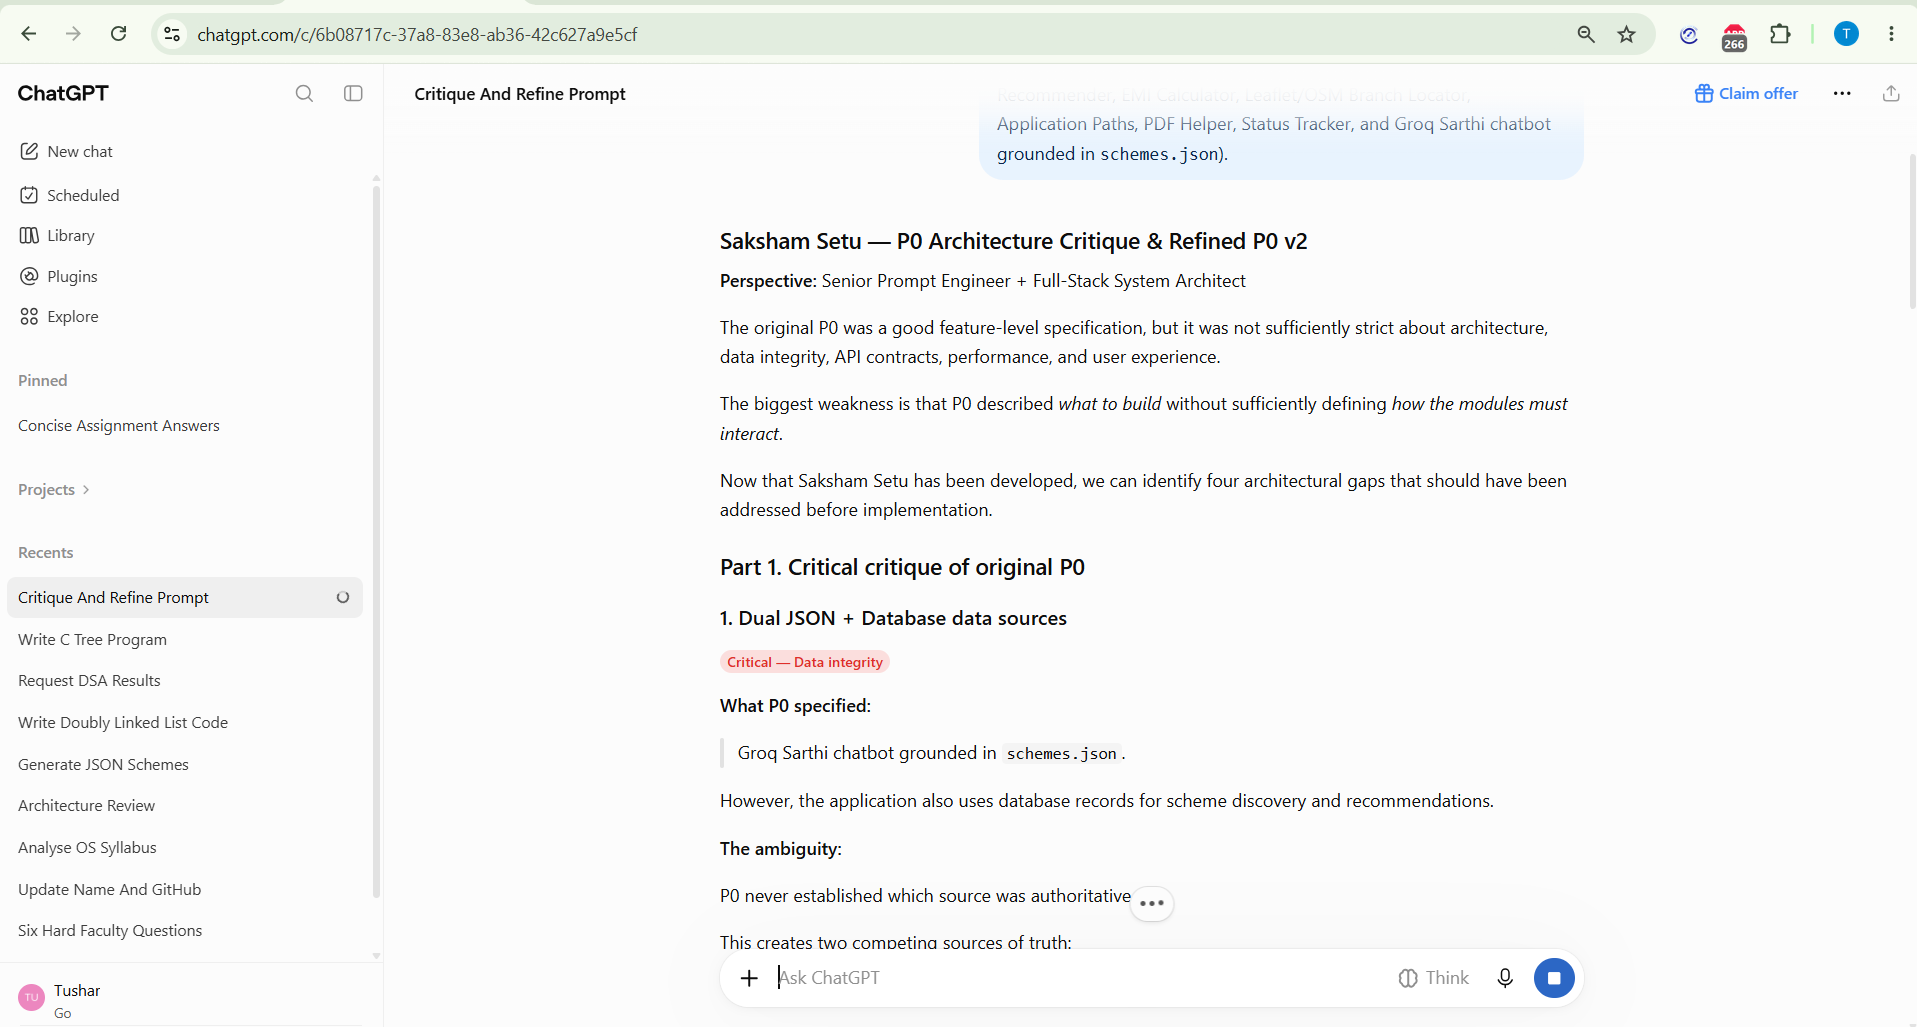 chatgpt.com/c/6b08717c-37a8-83e8-ab36-42c627a9e5cf
266
T
ChatGPT
New chat
Scheduled
Library
Plugins
Explore
Pinned
Concise Assignment Answers
Projects
Recents
Critique And Refine Prompt
Write C Tree Program
Request DSA Results
Write Doubly Linked List Code
Generate JSON Schemes
Architecture Review
Analyse OS Syllabus
Update Name And GitHub
Six Hard Faculty Questions
TU
Tushar
Go
Critique And Refine Prompt
Claim offer
Recommender, EMI Calculator, Leaflet/OSM Branch Locator,
Application Paths, PDF Helper, Status Tracker, and Groq Sarthi chatbot
grounded in schemes.json).
Saksham Setu — P0 Architecture Critique & Refined P0 v2
Perspective: Senior Prompt Engineer + Full-Stack System Architect
The original P0 was a good feature-level specification, but it was not sufficiently strict about architecture,
data integrity, API contracts, performance, and user experience.
The biggest weakness is that P0 described what to build without sufficiently defining how the modules must
interact.
Now that Saksham Setu has been developed, we can identify four architectural gaps that should have been
addressed before implementation.
Part 1. Critical critique of original P0
1. Dual JSON + Database data sources
Critical — Data integrity
What P0 specified:
Groq Sarthi chatbot grounded in schemes.json.
However, the application also uses database records for scheme discovery and recommendations.
The ambiguity:
P0 never established which source was authoritative
This creates two competing sources of truth:
Ask ChatGPT
Think